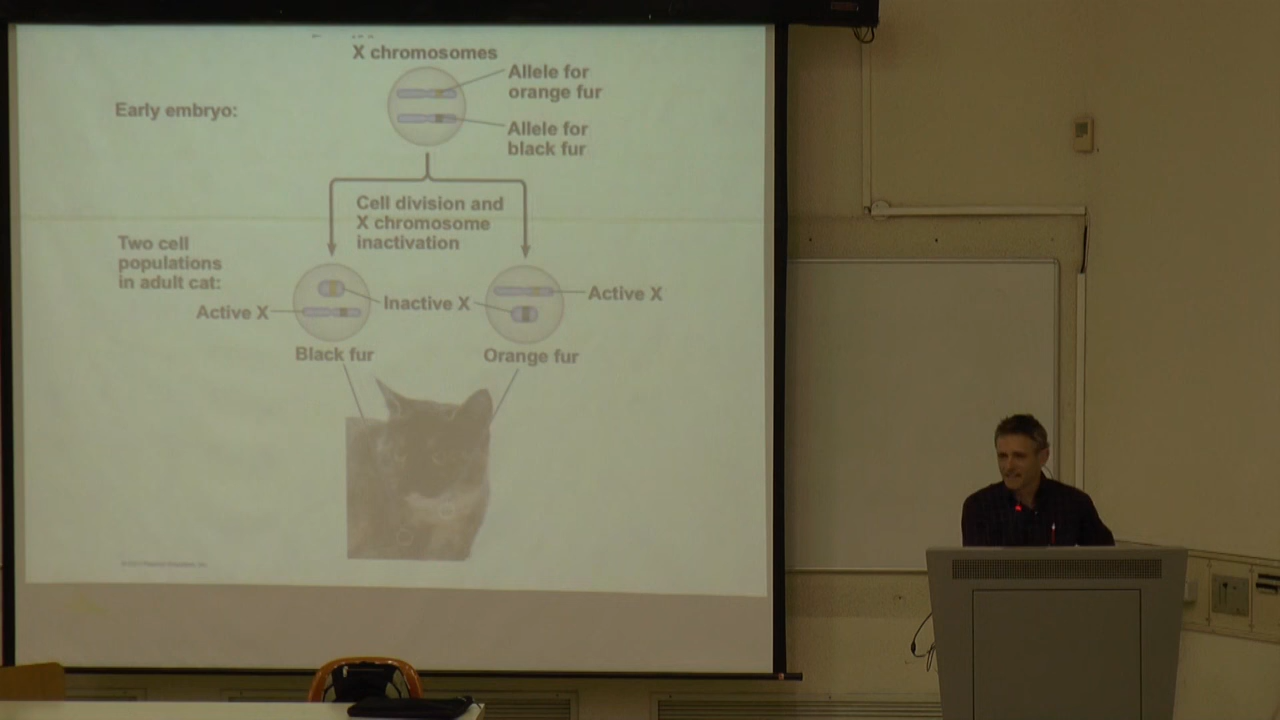 X chromosomes
Allele for
orange fur
Early embryo:
Allele for
black fur
Cell division and
X chromosome
inactivation
Two cell
populations
in adult cat:
Active X
Inactive X
Active X
Black fur
Orange fur